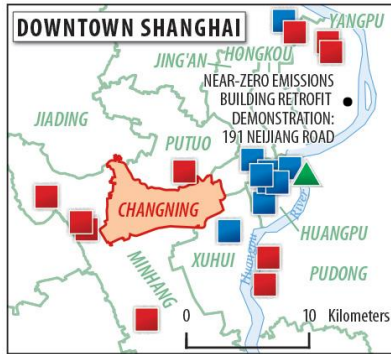 DOWNTOWN SHANGHAI
YANGPU
HONGKOU
JING'AN
NEAR-ZERO EMISSIONS
BUILDING RETROFIT
DEMONSTRATION:
191 NEIJIANG ROAD
JIADING
PUTUO
CHANGNING
Huangpu
River
HUANGPU
XUHUI
MINHANG
PUDONG
0 10 Kilometers